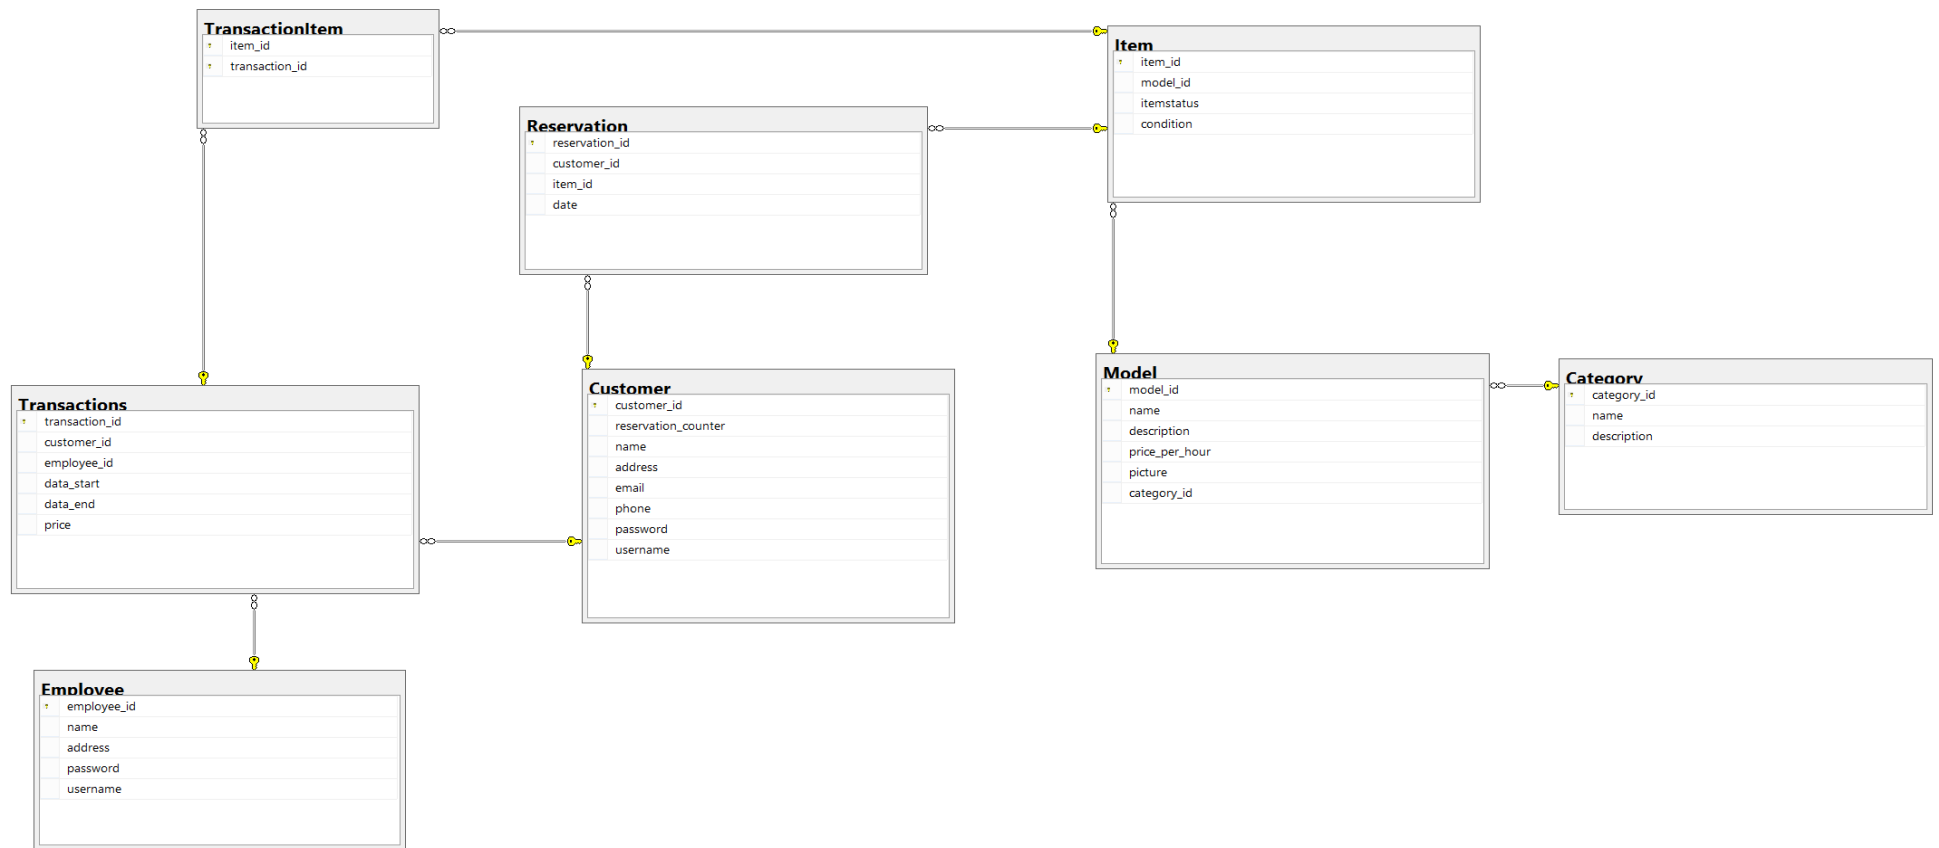 TransactionItem
item_id
transaction_id
Item
item_id
model_id
itemstatus
condition
Reservation
reservation_id
customer_id
item_id
date
Transactions
transaction_id
customer_id
employee_id
data_start
data_end
price
Customer
customer_id
reservation_counter
name
address
email
phone
password
username
Model
model_id
name
description
price_per_hour
picture
category_id
Category
category_id
name
description
Employee
employee_id
name
address
password
username